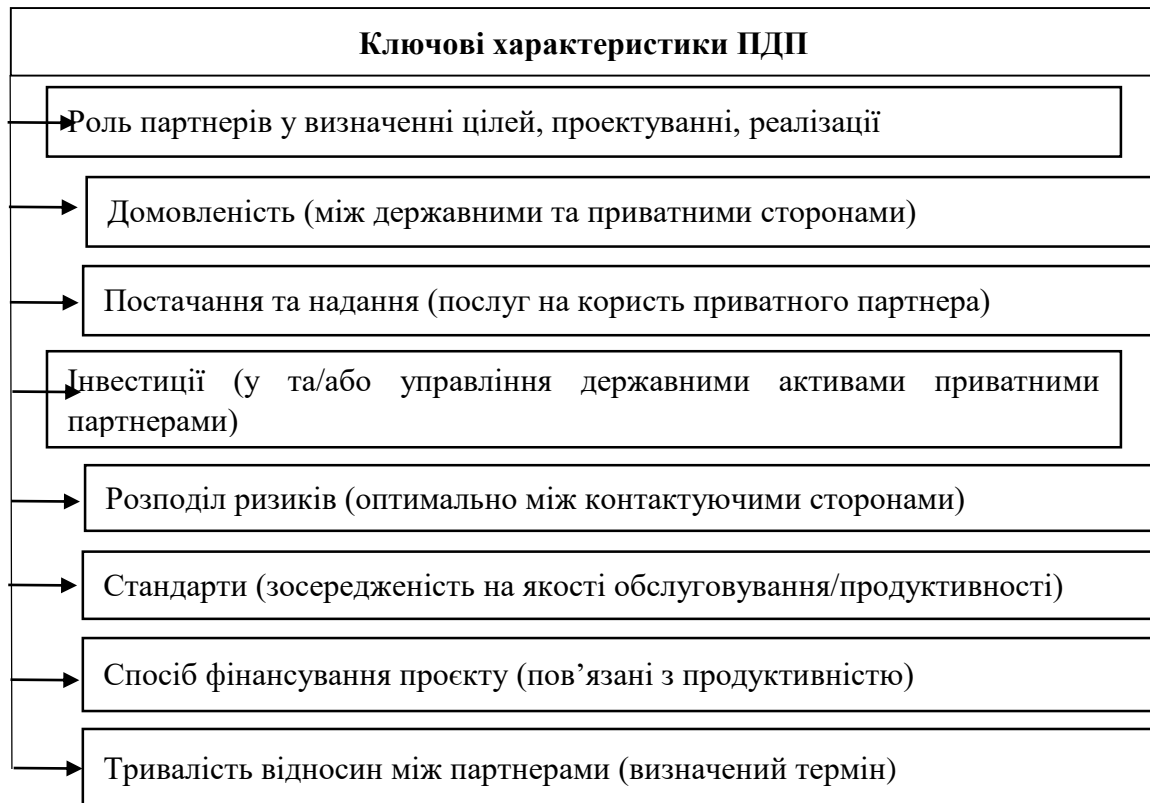 Ключові характеристики ПДП
Роль партнерів у визначенні цілей, проектуванні, реалізації
Домовленість (між державними та приватними сторонами)
Постачання та надання (послуг на користь приватного партнера)
Інвестиції (у та/або управління державними активами приватними
партнерами)
Розподіл ризиків (оптимально між контактуючими сторонами)
Стандарти (зосередженість на якості обслуговування/продуктивності)
Спосіб фінансування проєкту (пов’язані з продуктивністю)
Тривалість відносин між партнерами (визначений термін)